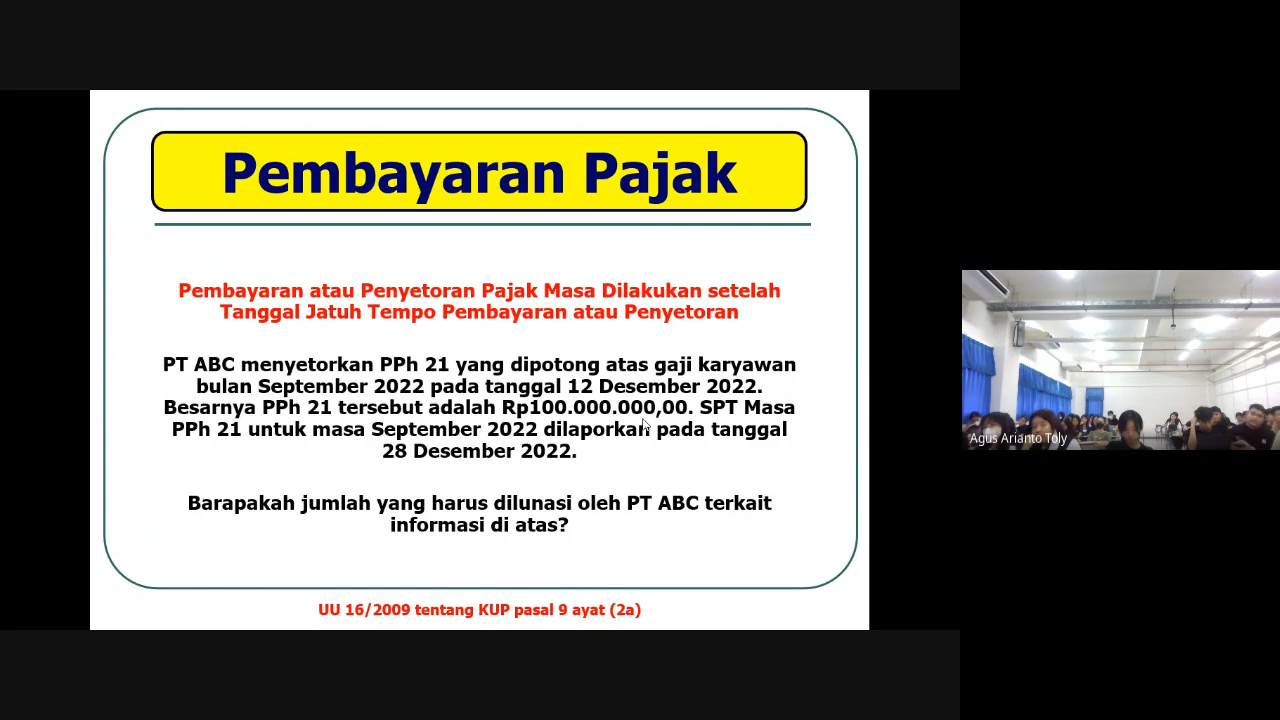 Pembayaran Pajak
Pembayaran atau Penyetoran Pajak Masa Dilakukan setelah
Tanggal Jatuh Tempo Pembayaran atau Penyetoran
PT ABC menyetorkan PPh 21 yang dipotong atas gaji karyawan
bulan September 2022 pada tanggal 12 Desember 2022.
Besarnya PPh 21 tersebut adalah Rp100.000.000,00. SPT Masa
PPh 21 untuk masa September 2022 dilaporkan pada tanggal
28 Desember 2022.
Barapakah jumlah yang harus dilunasi oleh PT ABC terkait
informasi di atas?
UU 16/2009 tentang KUP pasal 9 ayat (2a)
Agus Arianto Toly